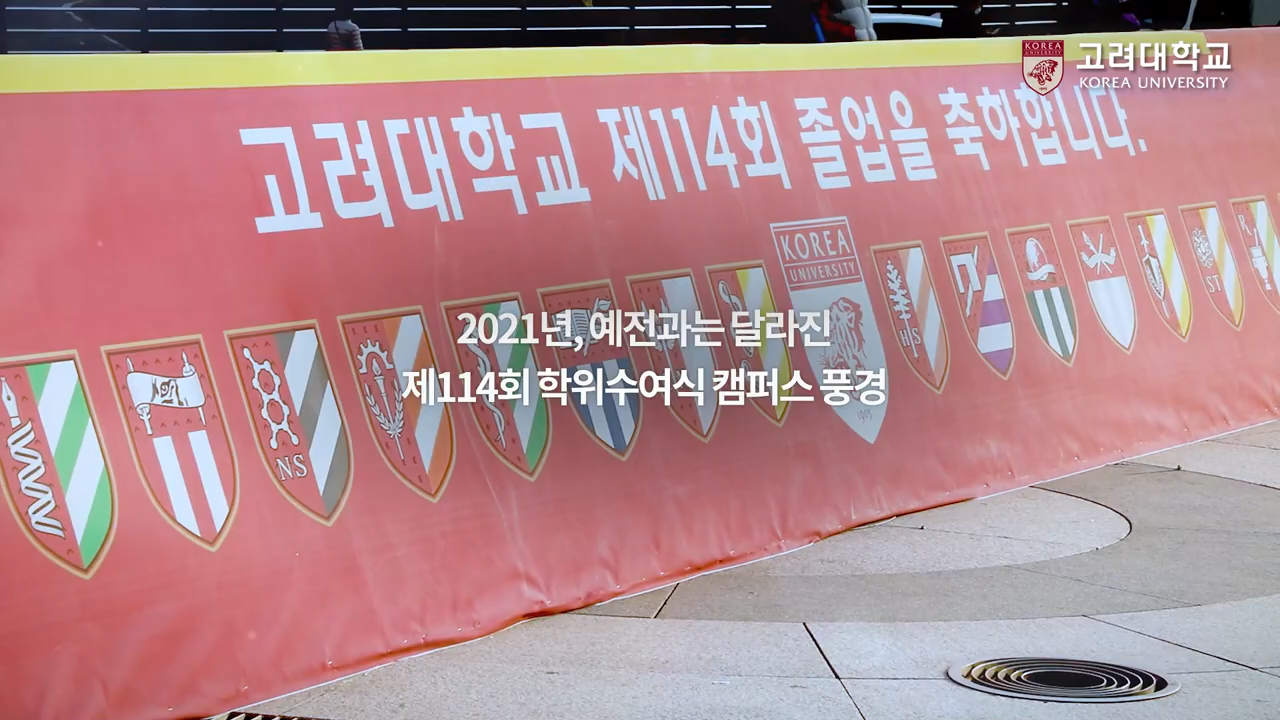 고려대학교
KOREA UNIVERSITY
KOREA
UNIVERSITY
고려대학교 제114회 졸업을 축하합니다.
KOREA
UNIVERSITY
1905
2021년, 예전과는 달라진
제114회 학위수여식 캠퍼스 풍경
NS
HS
ST
R